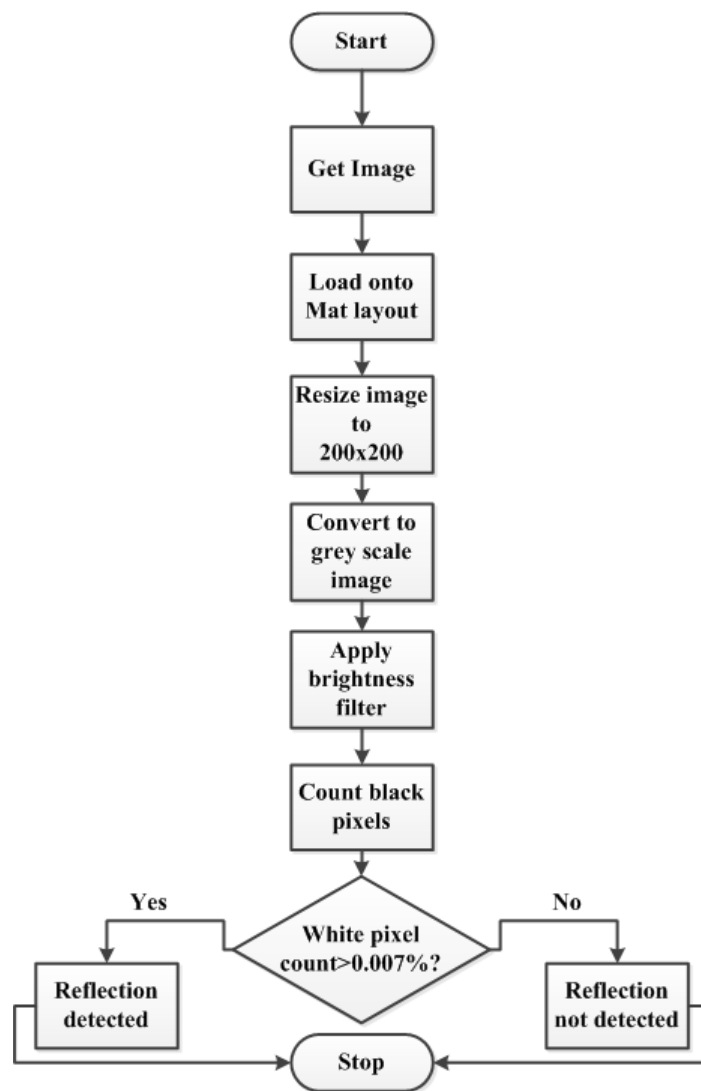 Start
Get Image
Load onto
Mat layout
Resize image
to
200x200
Convert to
grey scale
image
Apply
brightness
filter
Count black
pixels
Yes
No
White pixel
count>0.007%?
Reflection
detected
Reflection
not detected
Stop